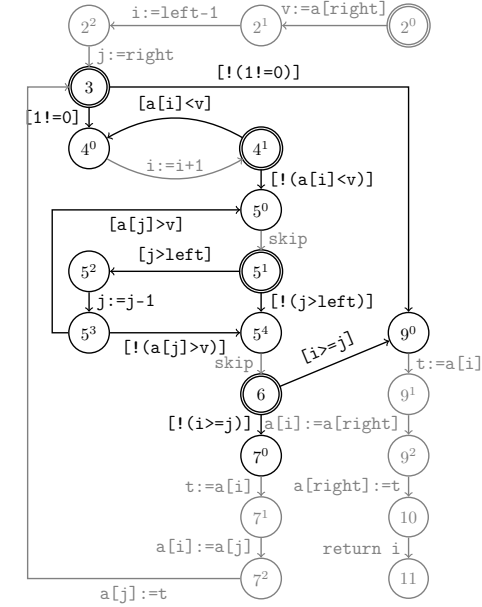 2² i:=left-1 2¹ v:=a[right] 2⁰
j:=right
3 [!(1!=0)]
[1!=0] [a[i]<v]
4⁰ i:=i+1 4¹
[!(a[i]<v)]
5⁰
[a[j]>v] skip
5² [j>left] 5¹
j:=j-1 [!(j>left)]
5³ [!(a[j]>v)] 5⁴ 9⁰
skip [i>=j] t:=a[i]
6 9¹
[!(i>=j)] a[i]:=a[right]
7⁰ 9²
t:=a[i] a[right]:=t
7¹ 10
a[i]:=a[j] return i
7² 11
a[j]:=t